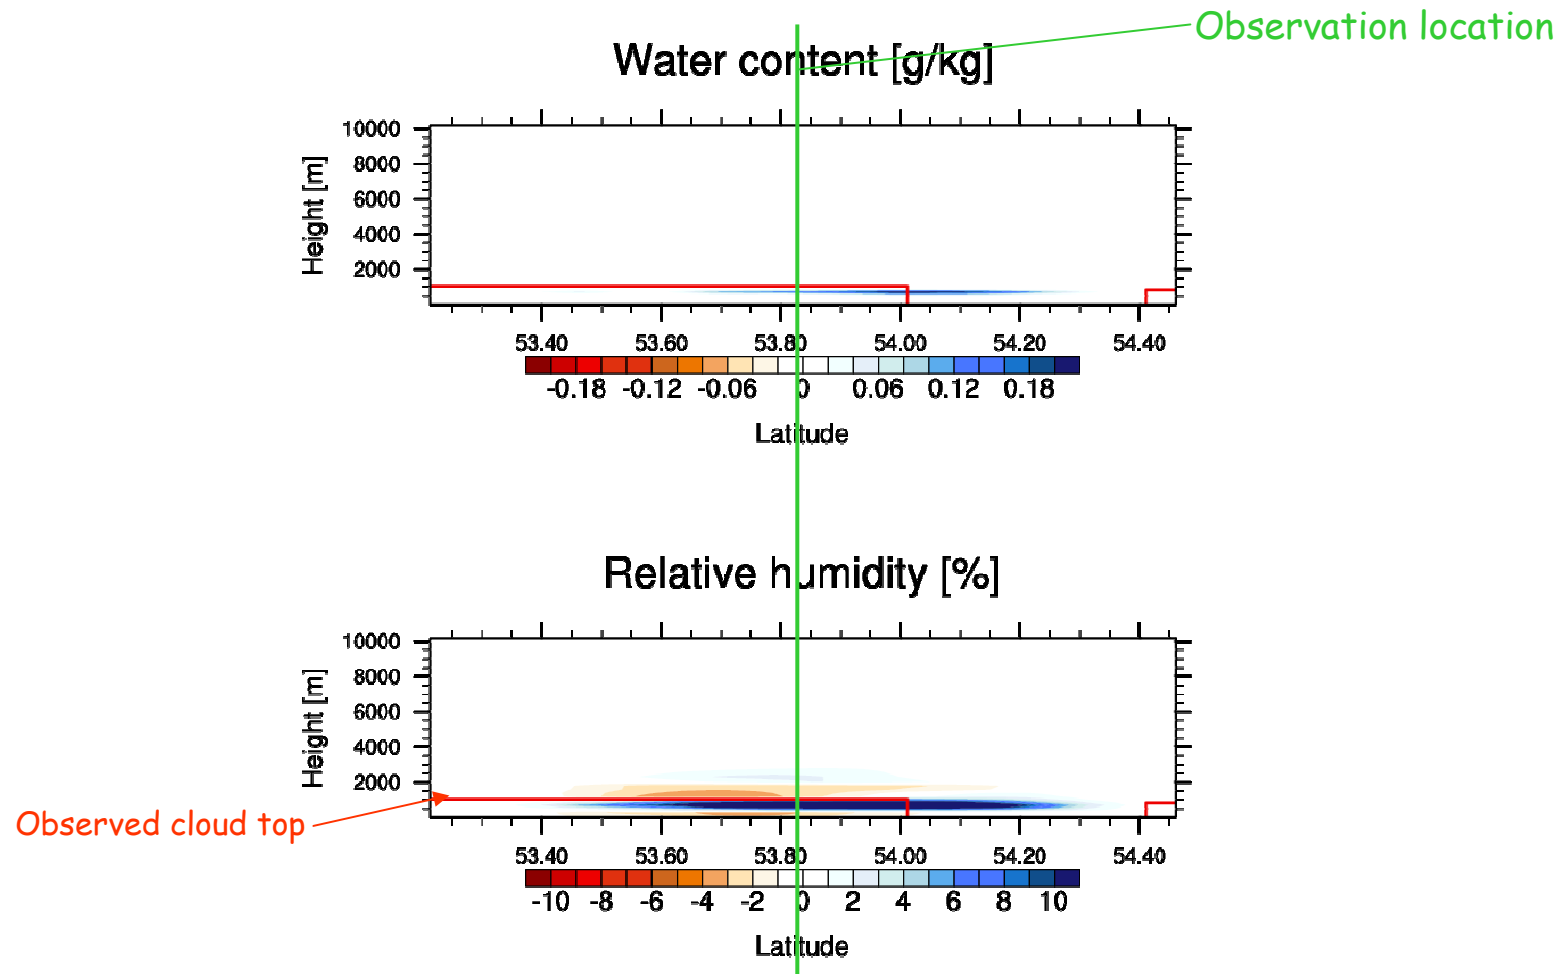 Observation location
Water content [g/kg]
10000
8000
6000
4000
2000
Height [m]
53.40 53.60 53.80 54.00 54.20 54.40
-0.18 -0.12 -0.06 0 0.06 0.12 0.18
Latitude
Relative humidity [%]
10000
8000
6000
4000
2000
Height [m]
Observed cloud top
53.40 53.60 53.80 54.00 54.20 54.40
-10 -8 -6 -4 -2 0 2 4 6 8 10
Latitude